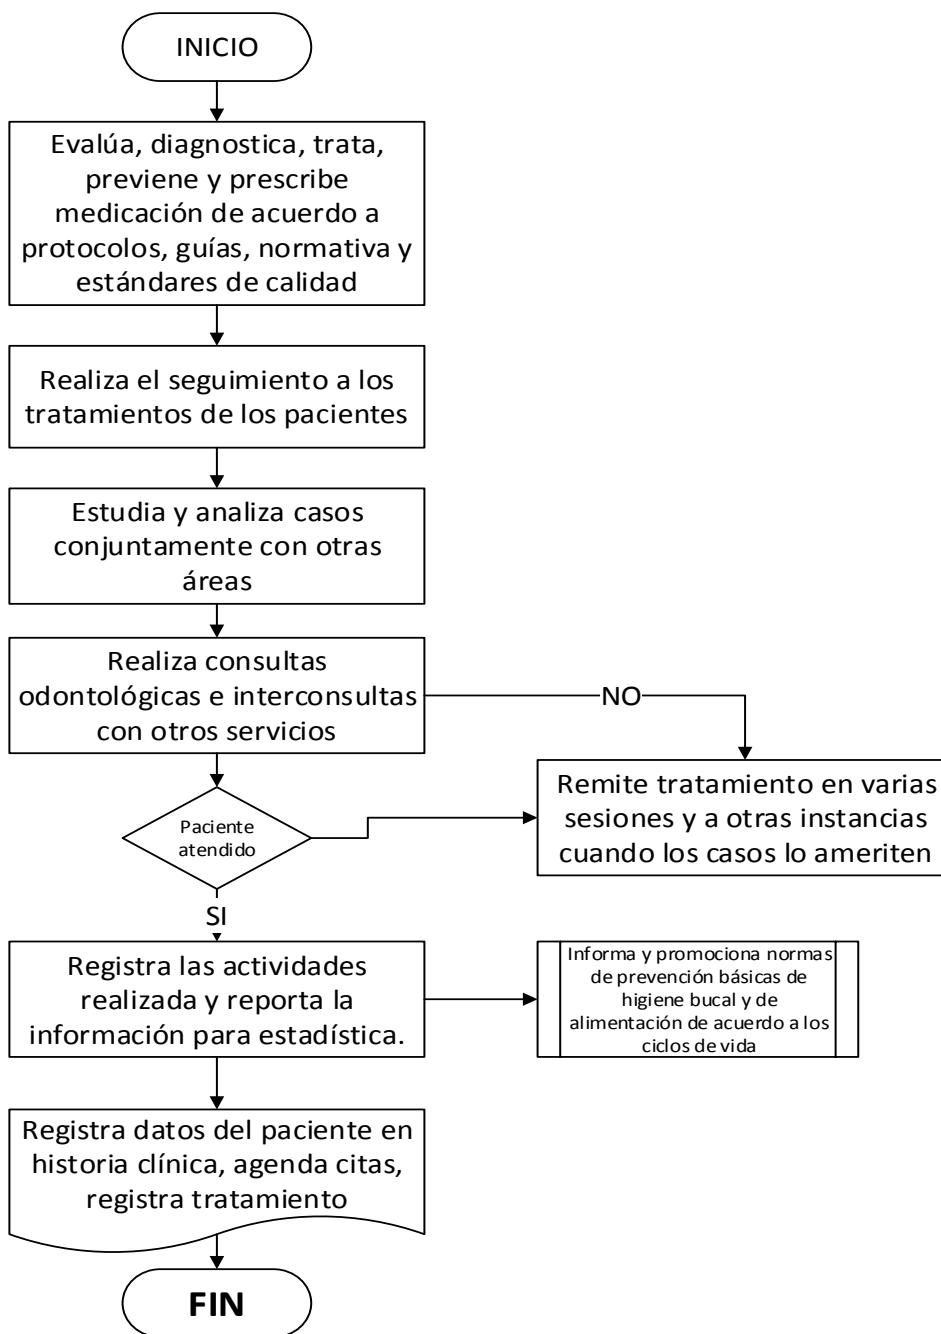 INICIO
Evalúa, diagnostica, trata,
previene y prescribe
medicación de acuerdo a
protocolos, guías, normativa y
estándares de calidad
Realiza el seguimiento a los
tratamientos de los pacientes
Estudia y analiza casos
conjuntamente con otras
áreas
Realiza consultas
odontológicas e interconsultas
con otros servicios
NO
Remite tratamiento en varias
sesiones y a otras instancias
cuando los casos lo ameriten
Paciente
atendido
SI
Registra las actividades
realizada y reporta la
información para estadística.
Informa y promociona normas
de prevención básicas de
higiene bucal y de
alimentación de acuerdo a los
ciclos de vida
Registra datos del paciente en
historia clínica, agenda citas,
registra tratamiento
FIN